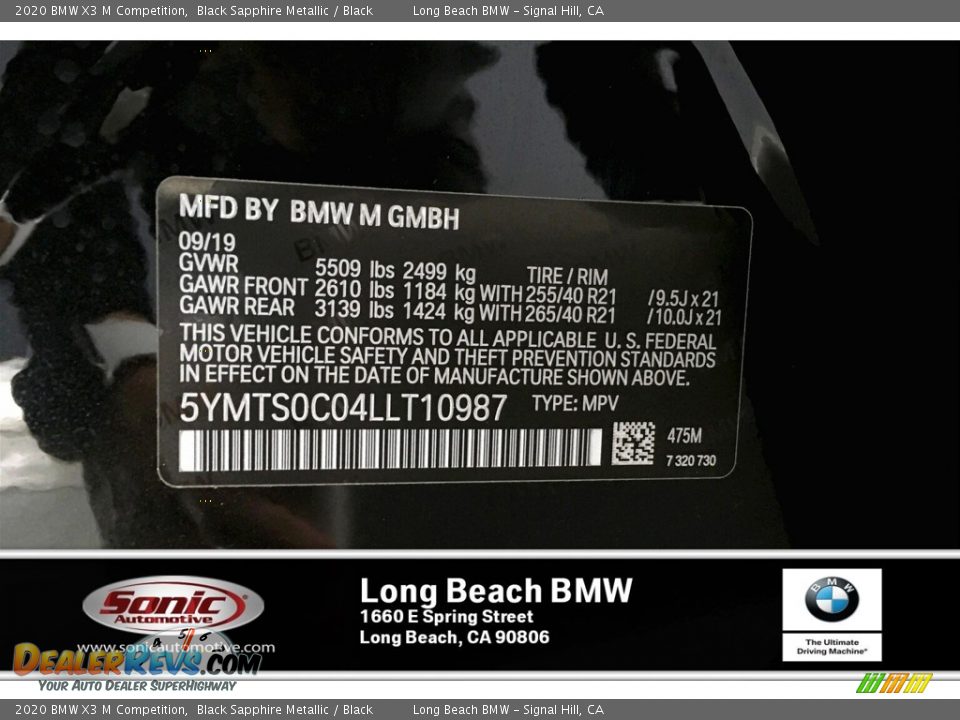 2020 BMW X3 M Competition, Black Sapphire Metallic / Black Long Beach BMW - Signal Hill, CA
MFD BY BMW M GMBH
09/19
GVWR 5509 lbs 2499 kg TIRE / RIM
GAWR FRONT 2610 lbs 1184 kg WITH 255/40 R21 /9.5J x 21
GAWR REAR 3139 lbs 1424 kg WITH 265/40 R21 /10.0J x 21
THIS VEHICLE CONFORMS TO ALL APPLICABLE U. S. FEDERAL
MOTOR VEHICLE SAFETY AND THEFT PREVENTION STANDARDS
IN EFFECT ON THE DATE OF MANUFACTURE SHOWN ABOVE.
5YMTS0C04LLT10987 TYPE: MPV
475M
7 320 730
Sonic
Automotive
www.sonicautomotive.com
Long Beach BMW
1660 E Spring Street
Long Beach, CA 90806
BMW
The Ultimate
Driving Machine®
4 5 6
DealerRevs.com
Your Auto Dealer SuperHighway
2020 BMW X3 M Competition, Black Sapphire Metallic / Black Long Beach BMW - Signal Hill, CA